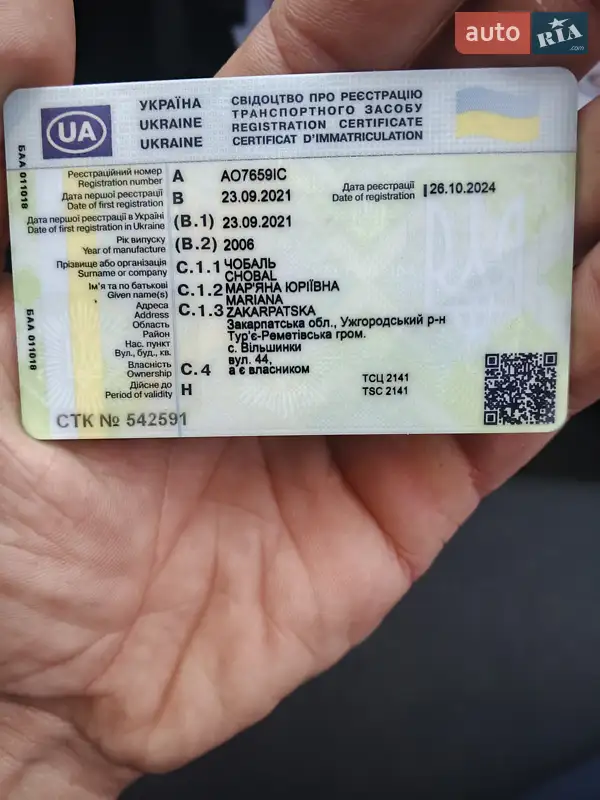 auto RIA .com
УКРАЇНА
UKRAINE
UKRAINE
СВІДОЦТВО ПРО РЕЄСТРАЦІЮ
ТРАНСПОРТНОГО ЗАСОБУ
REGISTRATION CERTIFICATE
CERTIFICAT D'IMMATRICULATION
UA
БАА 011018
Реєстраційний номер
Registration number A AO7659IC
Дата першої реєстрації
Date of first registration B 23.09.2021
Дата реєстрації
Date of registration I 26.10.2024
Дата першої реєстрації в Україні
Date of first registration in Ukraine (B.1) 23.09.2021
Рік випуску
Year of manufacture (B.2) 2006
Прізвище або організація
Surname or company C.1.1 ЧОБАЛЬ
CHOBAL
Ім'я та по батькові
Given name(s) C.1.2 МАР'ЯНА ЮРІЇВНА
MARIANA
Адреса
Address C.1.3 ZAKARPATSKA
Область
Район
Нас. пункт
Вул., буд., кв.
Закарпатська обл., Ужгородський р-н
Тур'є-Реметівська гром.
с. Вільшинки
вул. 44,
Власність
Ownership C.4 а є власником
Дійсне до
Period of validity H
ТСЦ 2141
TSC 2141
БАА 011018
СТК № 542591